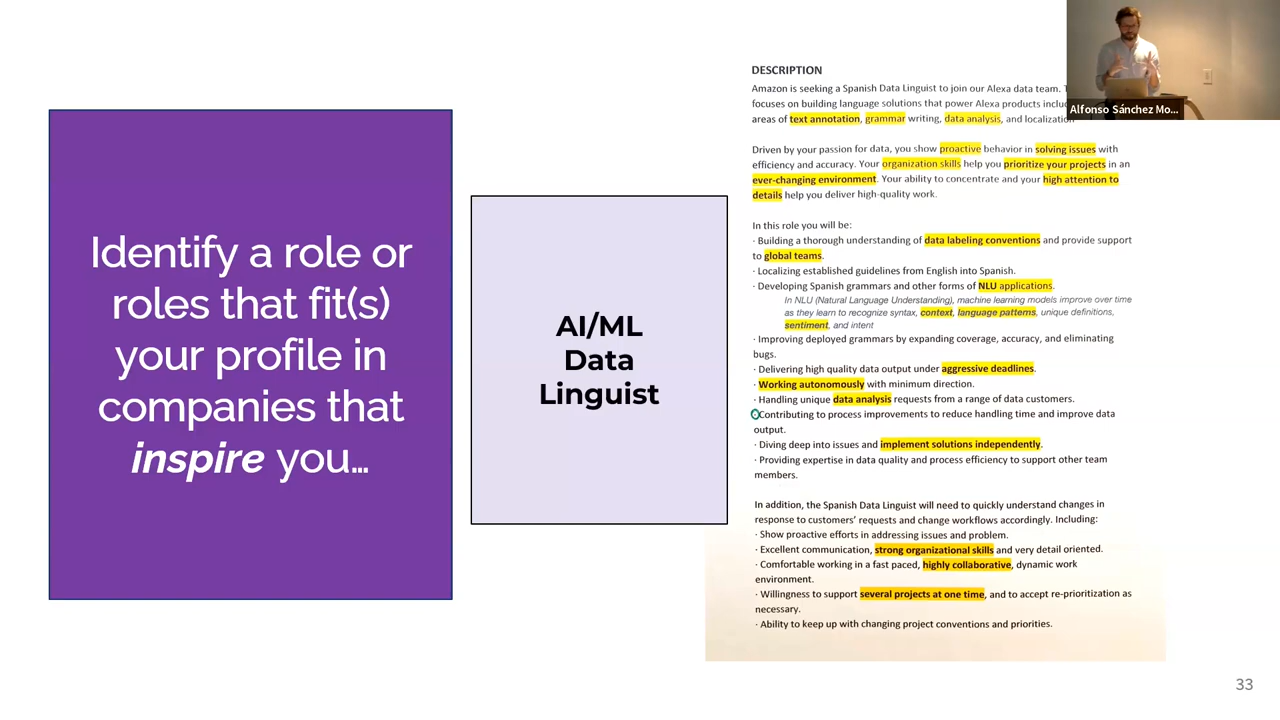 Identify a role or
roles that fit(s)
your profile in
companies that
inspire you…
AI/ML
Data
Linguist
DESCRIPTION
Amazon is seeking a Spanish Data Linguist to join our Alexa data team.
focuses on building language solutions that power Alexa products
areas of text annotation, grammar writing, data analysis, and localization
Driven by your passion for data, you show proactive behavior in solving issues with
efficiency and accuracy. Your organization skills help you prioritize your projects in an
ever-changing environment. Your ability to concentrate and your high attention to
details help you deliver high-quality work.
In this role you will be:
· Building a thorough understanding of data labeling conventions and provide support
to global teams.
· Localizing established guidelines from English into Spanish.
· Developing Spanish grammars and other forms of NLU applications.
In NLU (Natural Language Understanding), machine learning models improve over time
as they learn to recognize syntax, context, language patterns, unique definitions,
sentiment, and intent
· Improving deployed grammars by expanding coverage, accuracy, and eliminating
bugs.
· Delivering high quality data output under aggressive deadlines.
· Working autonomously with minimum direction.
· Handling unique data analysis requests from a range of data customers.
· Contributing to process improvements to reduce handling time and improve data
output.
· Diving deep into issues and implement solutions independently.
· Providing expertise in data quality and process efficiency to support other team
members.
In addition, the Spanish Data Linguist will need to quickly understand changes in
response to customers' requests and change workflows accordingly. Including:
· Show proactive efforts in addressing issues and problem.
· Excellent communication, strong organizational skills and very detail oriented.
· Comfortable working in a fast paced, highly collaborative, dynamic work
environment.
· Willingness to support several projects at one time, and to accept re-prioritization as
necessary.
· Ability to keep up with changing project conventions and priorities.
Alfonso Sánchez Mo...
33